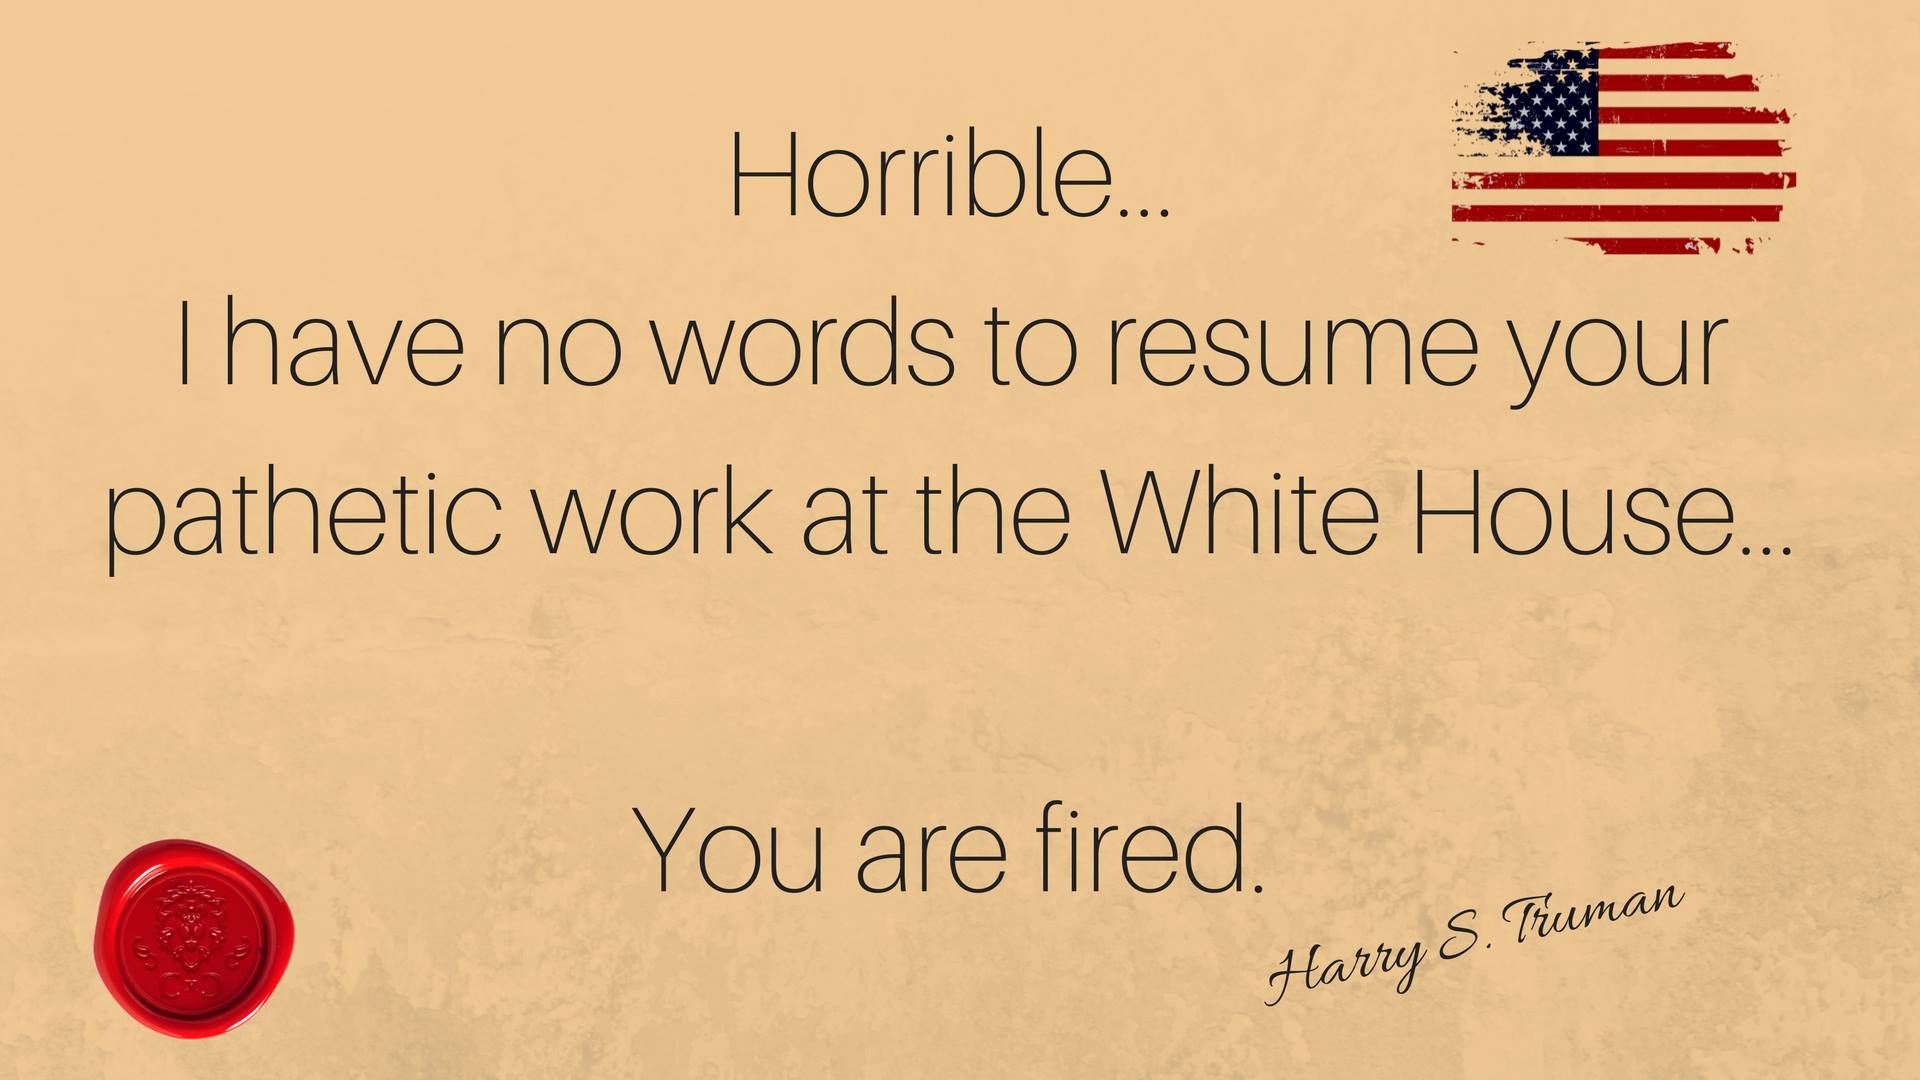 Horrible...
I have no words to resume your
pathetic work at the White House...
You are fired.
Harry S. Truman